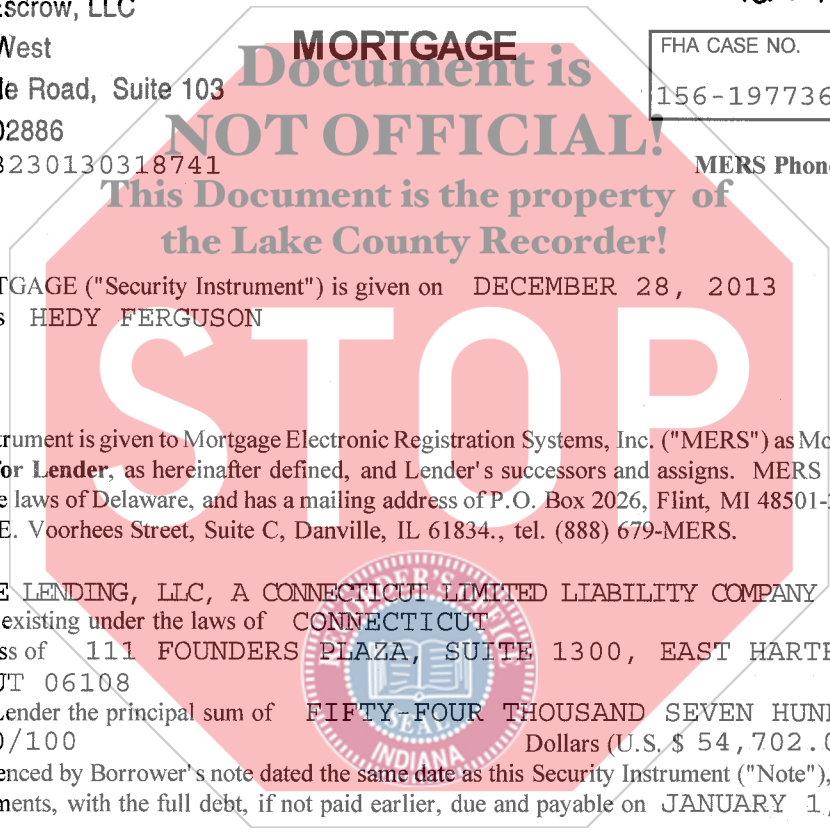 Escrow, LLC
West
MORTGAGE
FHA CASE NO.
Document is
Road, Suite 103
156-197736
02886
NOT OFFICIAL!
230130318741
MERS Phone
This Document is the property of
the Lake County Recorder!
GAGE ("Security Instrument") is given on DECEMBER 28, 2013
HEDY FERGUSON
STOP
trument is given to Mortgage Electronic Registration Systems, Inc. ("MERS") as Mo
for Lender, as hereinafter defined, and Lender's successors and assigns. MERS
e laws of Delaware, and has a mailing address of P.O. Box 2026, Flint, MI 48501-
E. Voorhees Street, Suite C, Danville, IL 61834., tel. (888) 679-MERS.
E LENDING, LLC, A CONNECTICUT LIMITED LIABILITY COMPANY
existing under the laws of CONNECTICUT
ss of 111 FOUNDERS PLAZA, SUITE 1300, EAST HARTF
UT 06108
Lender the principal sum of FIFTY-FOUR THOUSAND SEVEN HUND
0/100 Dollars (U.S. $ 54,702.0
enced by Borrower's note dated the same date as this Security Instrument ("Note"),
ments, with the full debt, if not paid earlier, due and payable on JANUARY 1,
RECORDER'S OFFICE
SEAL
INDIANA